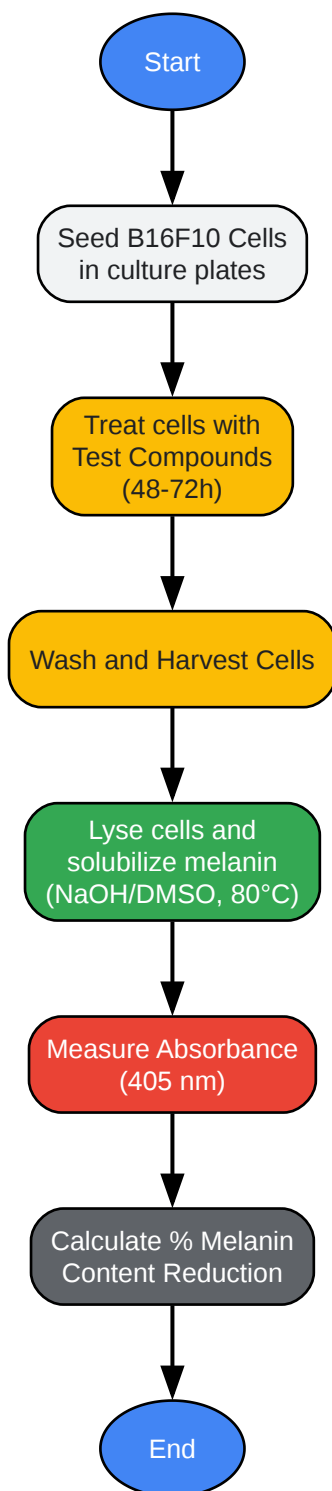 Start
Seed B16F10 Cells
in culture plates
Treat cells with
Test Compounds
(48-72h)
Wash and Harvest Cells
Lyse cells and
solubilize melanin
(NaOH/DMSO, 80°C)
Measure Absorbance
(405 nm)
Calculate % Melanin
Content Reduction
End